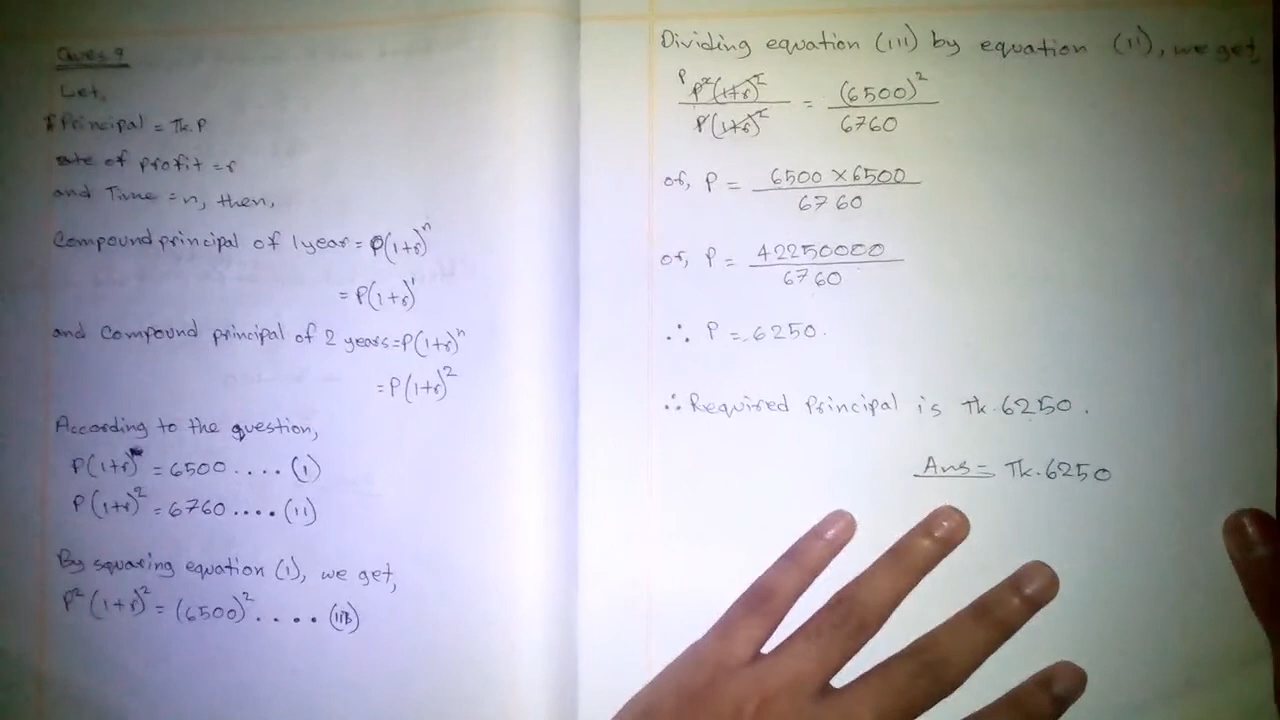 Ques 9
Let,
Principal = Tk. P
rate of profit = r
and Time = n, then,
Compound principal of 1 year = P(1+r)^n
= P(1+r)^1
and Compound principal of 2 years = P(1+r)^n
= P(1+r)^2
According to the question,
P(1+r) = 6500 .... (i)
P(1+r)^2 = 6760 .... (ii)
By squaring equation (i), we get,
P^2 (1+r)^2 = (6500)^2 .... (iii)
Dividing equation (iii) by equation (ii), we get,
P
P^2(1+r)^2 / P(1+r)^2 = (6500)^2 / 6760
or, P = 6500 × 6500 / 6760
or, P = 42250000 / 6760
∴ P = 6250.
∴ Required Principal is Tk. 6250.
Ans = Tk. 6250